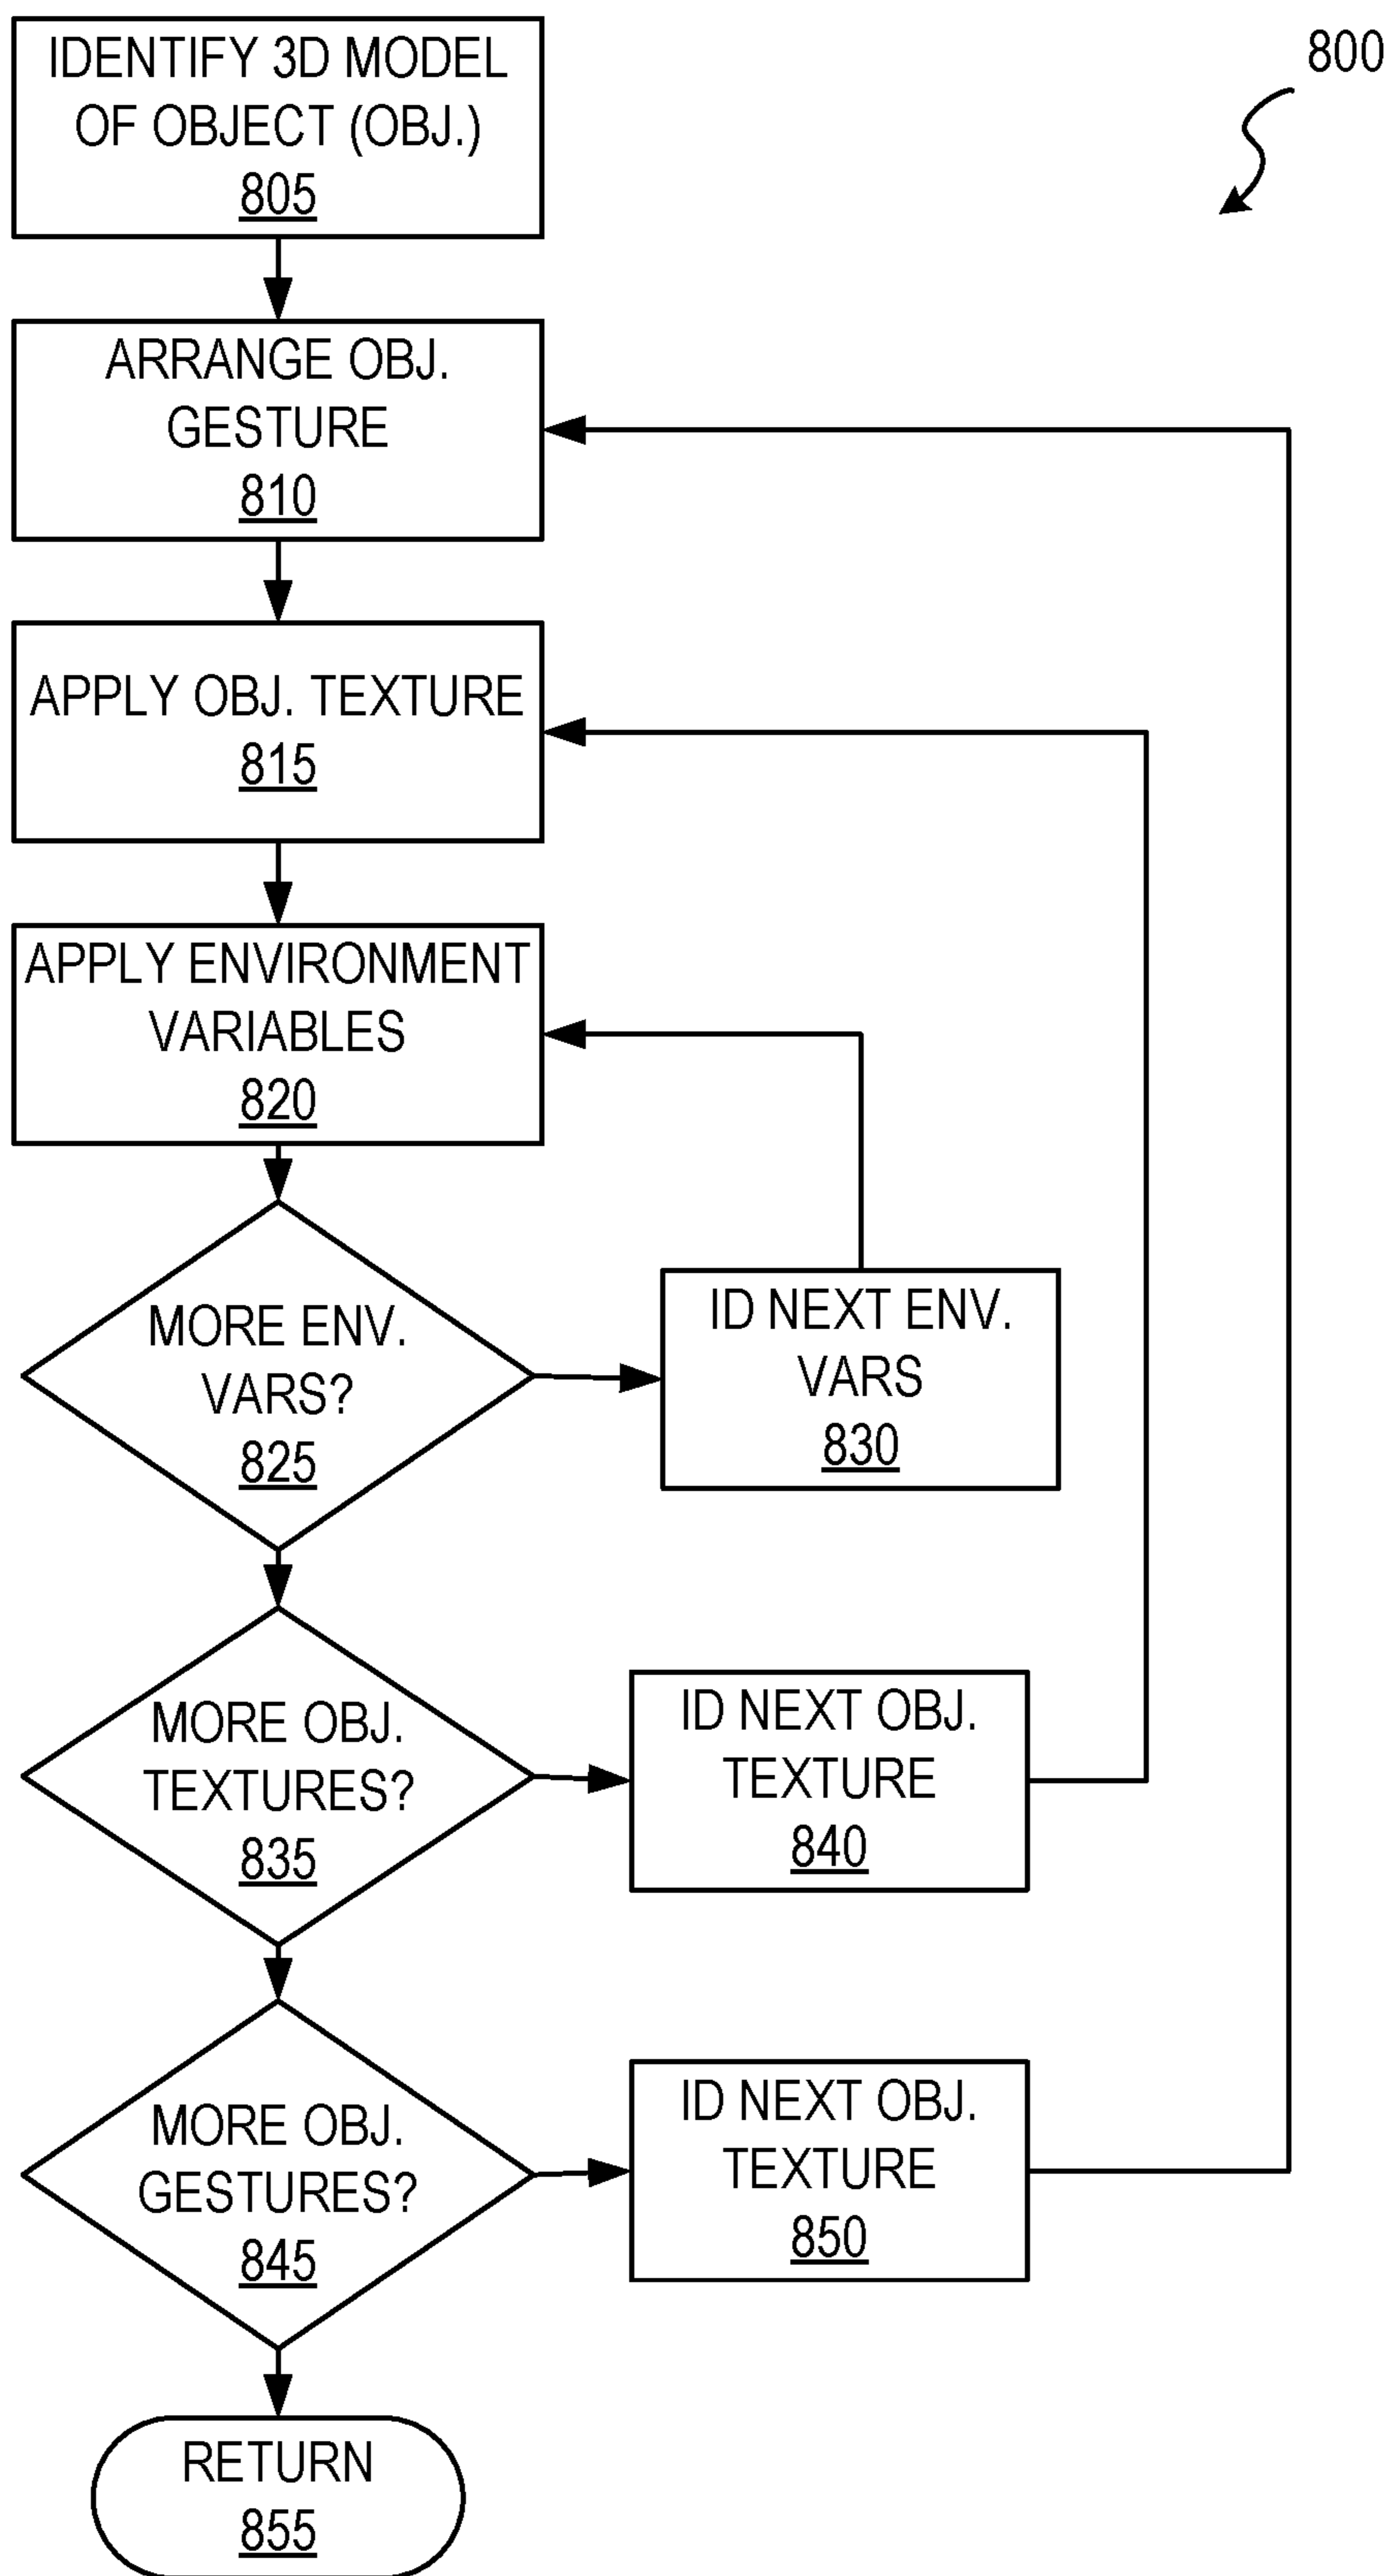 800
IDENTIFY 3D MODEL
OF OBJECT (OBJ.)
805
ARRANGE OBJ.
GESTURE
810
APPLY OBJ. TEXTURE
815
APPLY ENVIRONMENT
VARIABLES
820
MORE ENV.
VARS?
825
ID NEXT ENV.
VARS
830
MORE OBJ.
TEXTURES?
835
ID NEXT OBJ.
TEXTURE
840
MORE OBJ.
GESTURES?
845
ID NEXT OBJ.
TEXTURE
850
RETURN
855